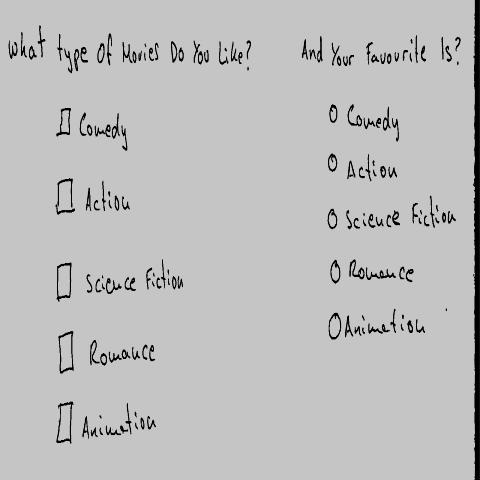 What type Of Movies Do You Like?
Comedy
Action
Science Fiction
Romance
Animation
And Your Favourite Is?
Comedy
Action
Science Fiction
Romance
Animation